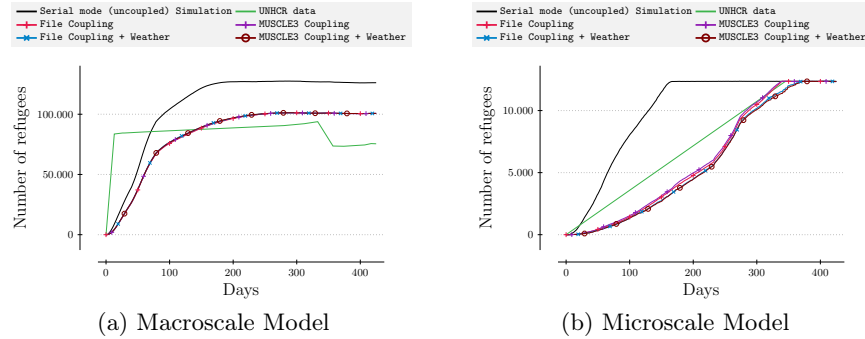 Serial mode (uncoupled) Simulation UNHCR data
File Coupling MUSCLE3 Coupling
File Coupling + Weather MUSCLE3 Coupling + Weather
Number of refugees
100.000
50.000
0
0 100 200 300 400
Days
(a) Macroscale Model
Serial mode (uncoupled) Simulation UNHCR data
File Coupling MUSCLE3 Coupling
File Coupling + Weather MUSCLE3 Coupling + Weather
Number of refugees
10.000
5.000
0
0 100 200 300 400
Days
(b) Microscale Model